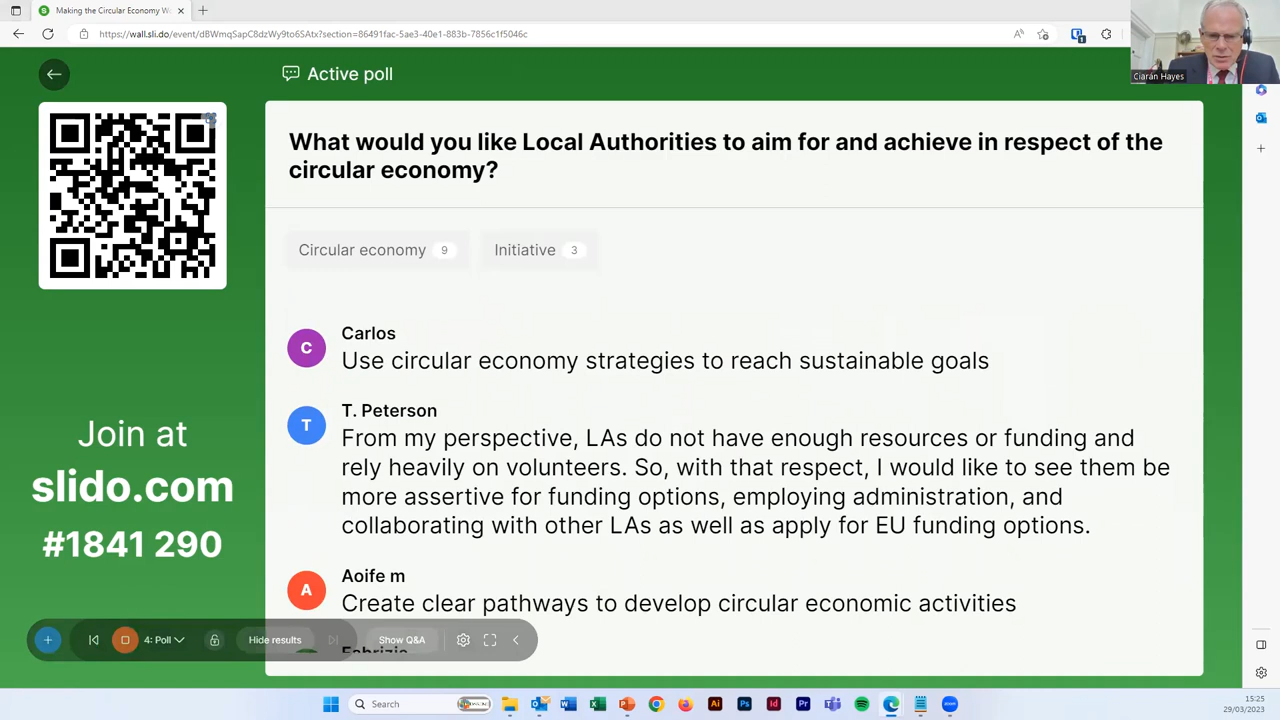 Making the Circular Economy W
https://wall.sli.do/event/dBWmqSapC8dzWy9to6SAtx?section=86491fac-5ae3-40e1-883b-7856c1f5046c
Ciarán Hayes
Active poll
What would you like Local Authorities to aim for and achieve in respect of the
circular economy?
Circular economy 9
Initiative 3
Carlos
C
Use circular economy strategies to reach sustainable goals
T. Peterson
T
From my perspective, LAs do not have enough resources or funding and
rely heavily on volunteers. So, with that respect, I would like to see them be
more assertive for funding options, employing administration, and
collaborating with other LAs as well as apply for EU funding options.
Aoife m
A
Create clear pathways to develop circular economic activities
Fabrizio
Join at
slido.com
#1841 290
4: Poll
Hide results
Show Q&A
Search
15:25
29/03/2023